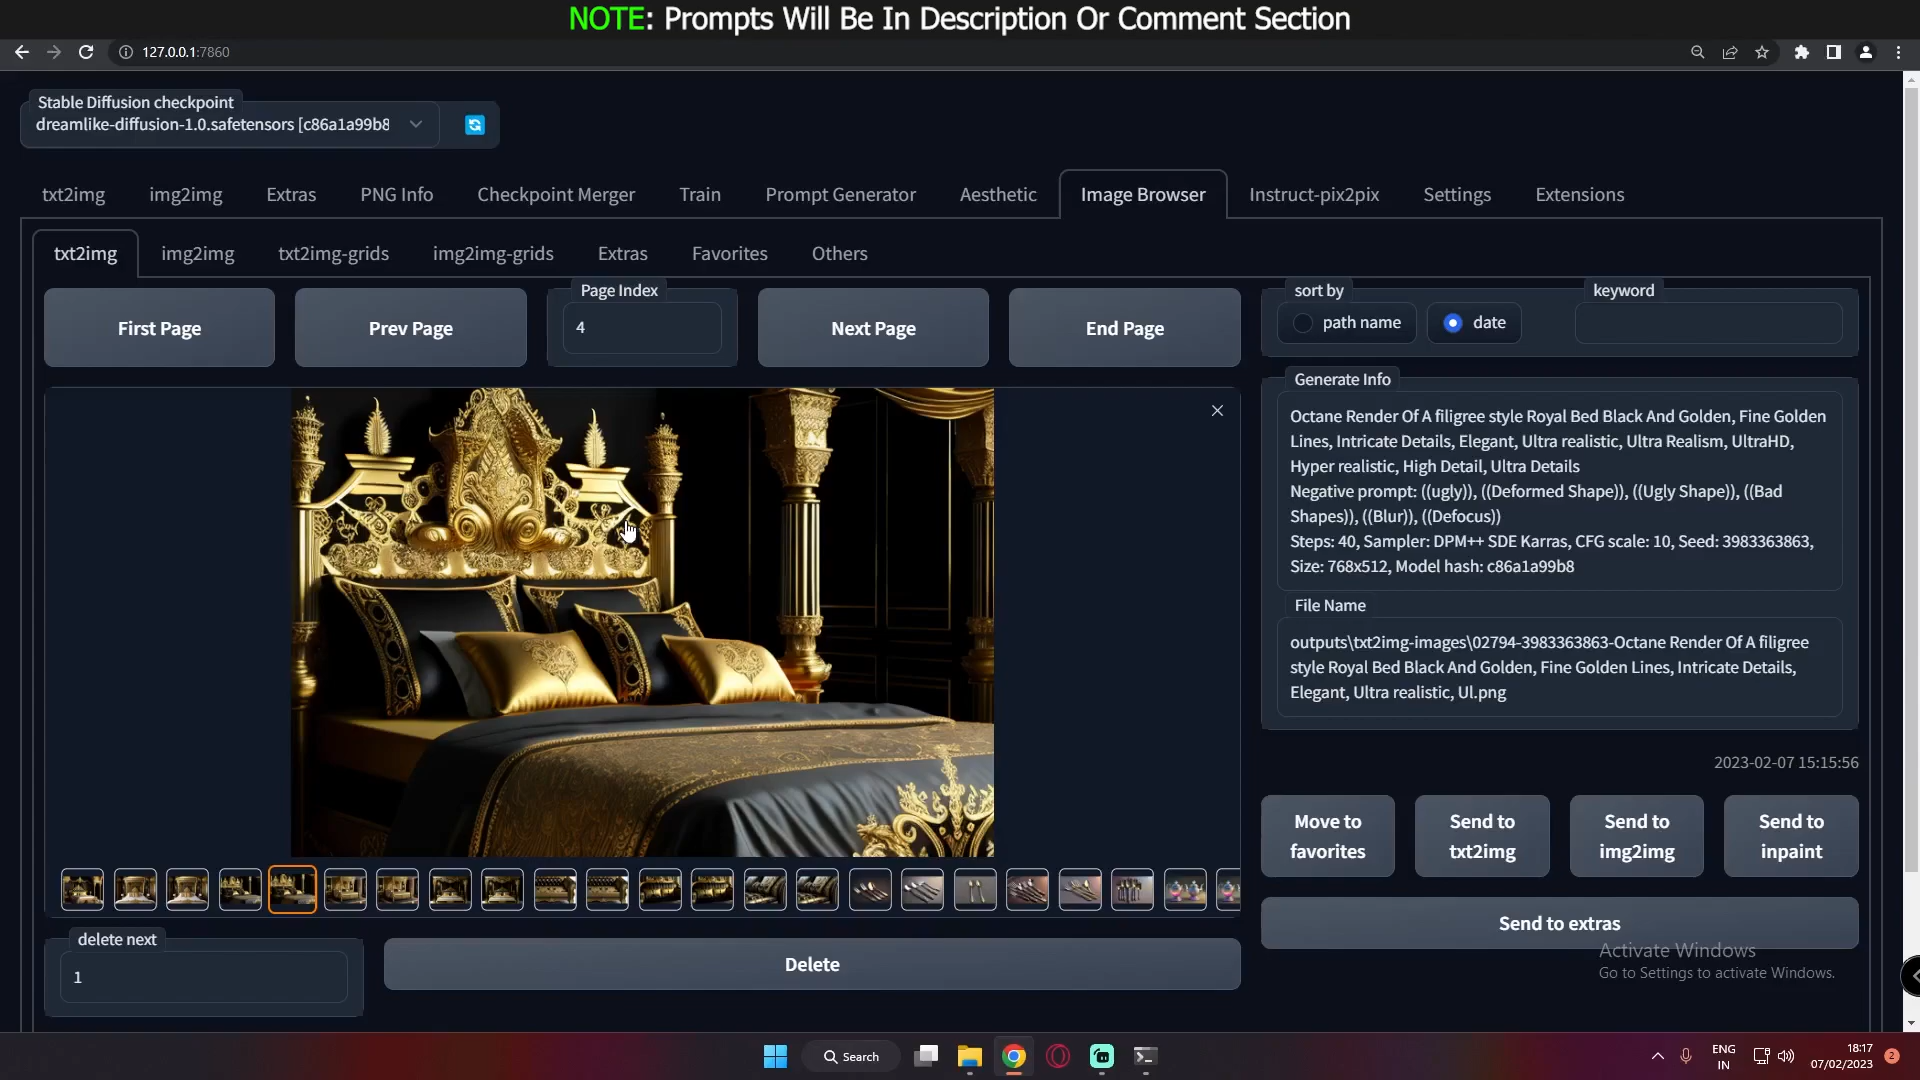 NOTE: Prompts Will Be In Description Or Comment Section
127.0.0.1:7860
Stable Diffusion checkpoint
dreamlike-diffusion-1.0.safetensors [c86a1a99b8
txt2img img2img Extras PNG Info Checkpoint Merger Train Prompt Generator Aesthetic Image Browser Instruct-pix2pix Settings Extensions
txt2img img2img txt2img-grids img2img-grids Extras Favorites Others
First Page
Prev Page
Page Index
4
Next Page
End Page
sort by
path name
date
keyword
Generate Info
Octane Render Of A filigree style Royal Bed Black And Golden, Fine Golden
Lines, Intricate Details, Elegant, Ultra realistic, Ultra Realism, UltraHD,
Hyper realistic, High Detail, Ultra Details
Negative prompt: ((ugly)), ((Deformed Shape)), ((Ugly Shape)), ((Bad
Shapes)), ((Blur)), ((Defocus))
Steps: 40, Sampler: DPM++ SDE Karras, CFG scale: 10, Seed: 3983363863,
Size: 768x512, Model hash: c86a1a99b8
File Name
outputs\txt2img-images\02794-3983363863-Octane Render Of A filigree
style Royal Bed Black And Golden, Fine Golden Lines, Intricate Details,
Elegant, Ultra realistic, Ul.png
2023-02-07 15:15:56
Move to
favorites
Send to
txt2img
Send to
img2img
Send to
inpaint
Send to extras
delete next
1
Delete
Activate Windows
Go to Settings to activate Windows.
Search
ENG
IN
18:17
07/02/2023
2